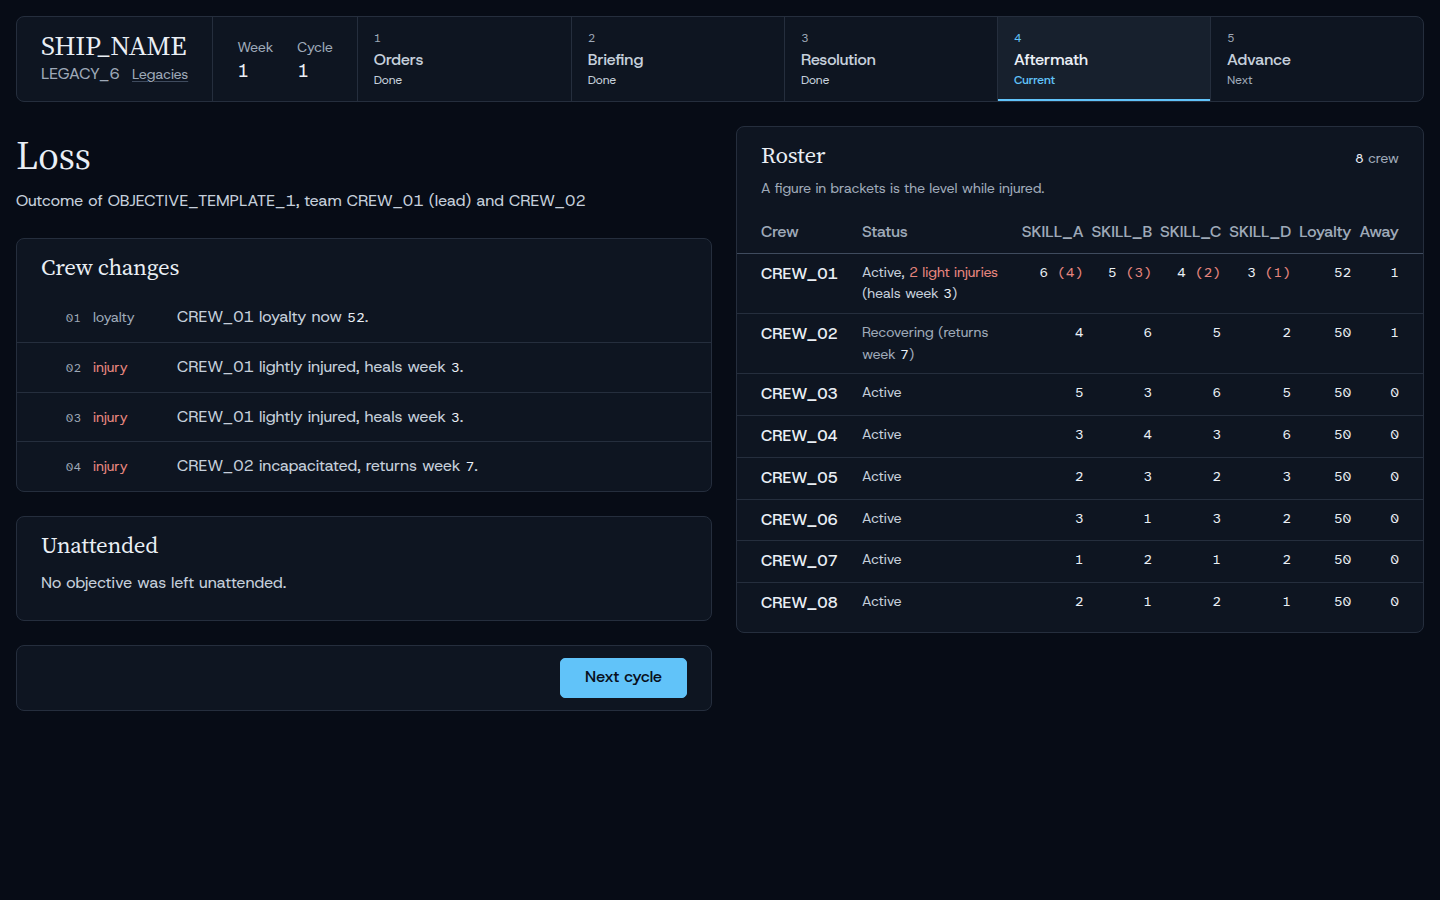 SHIP_NAME
LEGACY_6 Legacies
Week Cycle
1 1
1
Orders
Done
2
Briefing
Done
3
Resolution
Done
4
Aftermath
Current
5
Advance
Next
Loss
Outcome of OBJECTIVE_TEMPLATE_1, team CREW_01 (lead) and CREW_02
Crew changes
01 loyalty CREW_01 loyalty now 52.
02 injury CREW_01 lightly injured, heals week 3.
03 injury CREW_01 lightly injured, heals week 3.
04 injury CREW_02 incapacitated, returns week 7.
Unattended
No objective was left unattended.
Next cycle
Roster 8 crew
A figure in brackets is the level while injured.
Crew Status SKILL_A SKILL_B SKILL_C SKILL_D Loyalty Away
CREW_01 Active, 2 light injuries 6 (4) 5 (3) 4 (2) 3 (1) 52 1
(heals week 3)
CREW_02 Recovering (returns 4 6 5 2 50 1
week 7)
CREW_03 Active 5 3 6 5 50 0
CREW_04 Active 3 4 3 6 50 0
CREW_05 Active 2 3 2 3 50 0
CREW_06 Active 3 1 3 2 50 0
CREW_07 Active 1 2 1 2 50 0
CREW_08 Active 2 1 2 1 50 0